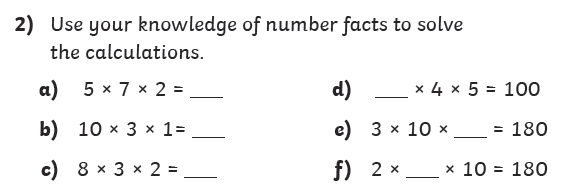 2) Use your knowledge of number facts to solve
the calculations.
a) 5 × 7 × 2 = ___
d) ___ × 4 × 5 = 100
b) 10 × 3 × 1= ___
e) 3 × 10 × ___ = 180
c) 8 × 3 × 2 = ___
f) 2 × ___ × 10 = 180